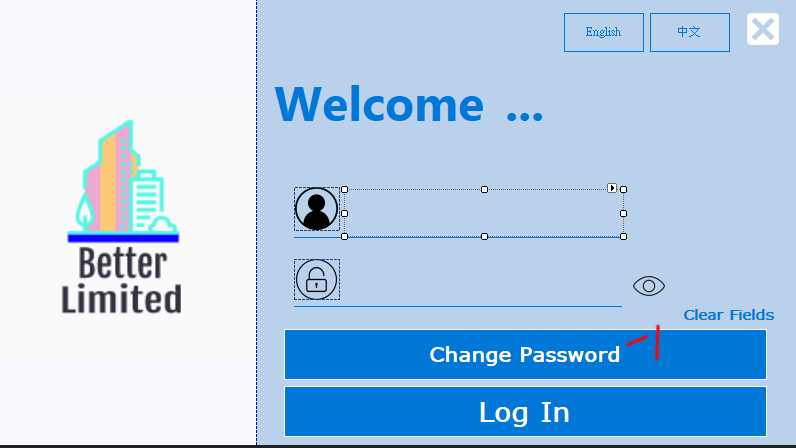 English
中文
Welcome ...
Better
Limited
Clear Fields
Change Password
Log In